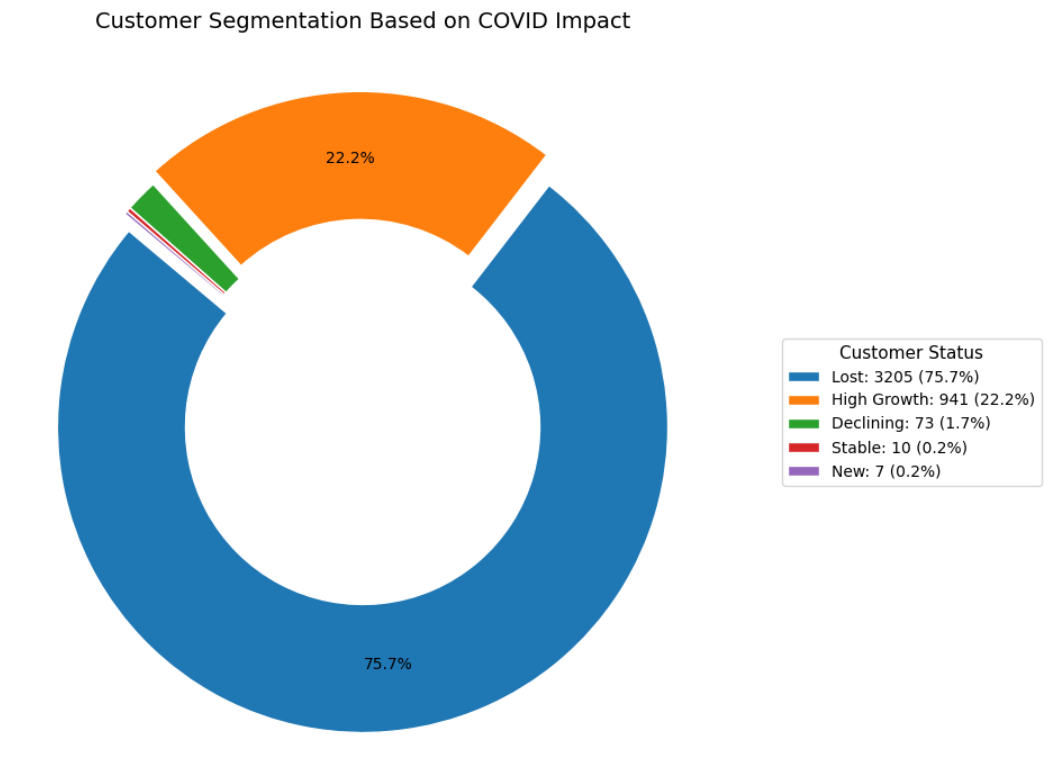 Customer Segmentation Based on COVID Impact
22.2%
75.7%
Customer Status
Lost: 3205 (75.7%)
High Growth: 941 (22.2%)
Declining: 73 (1.7%)
Stable: 10 (0.2%)
New: 7 (0.2%)